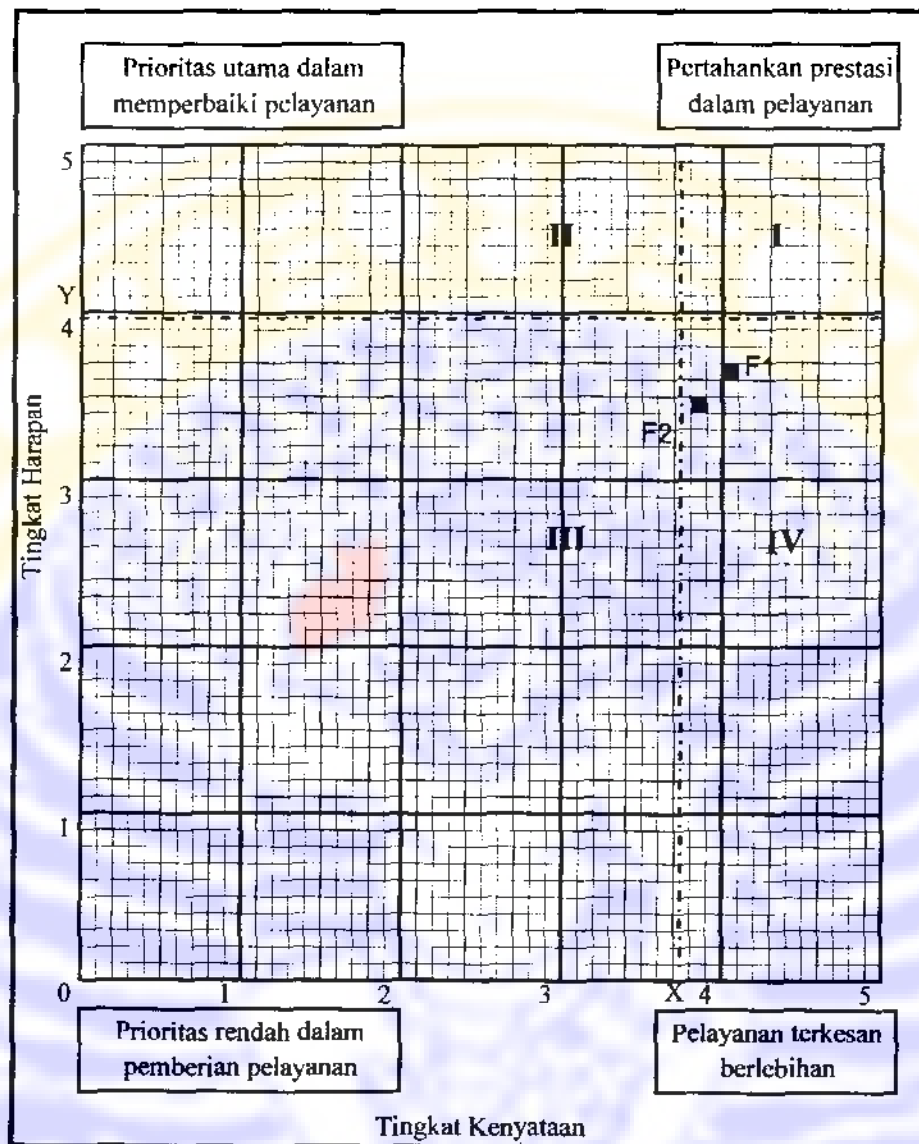 Prioritas utama dalam
memperbaiki pelayanan
Pertahankan prestasi
dalam pelayanan
5
II
I
Y
4
F1
F2
Tingkat Harapan
3
III
IV
2
1
0
1
2
3
X
4
5
Prioritas rendah dalam
pemberian pelayanan
Pelayanan terkesan
berlebihan
Tingkat Kenyataan